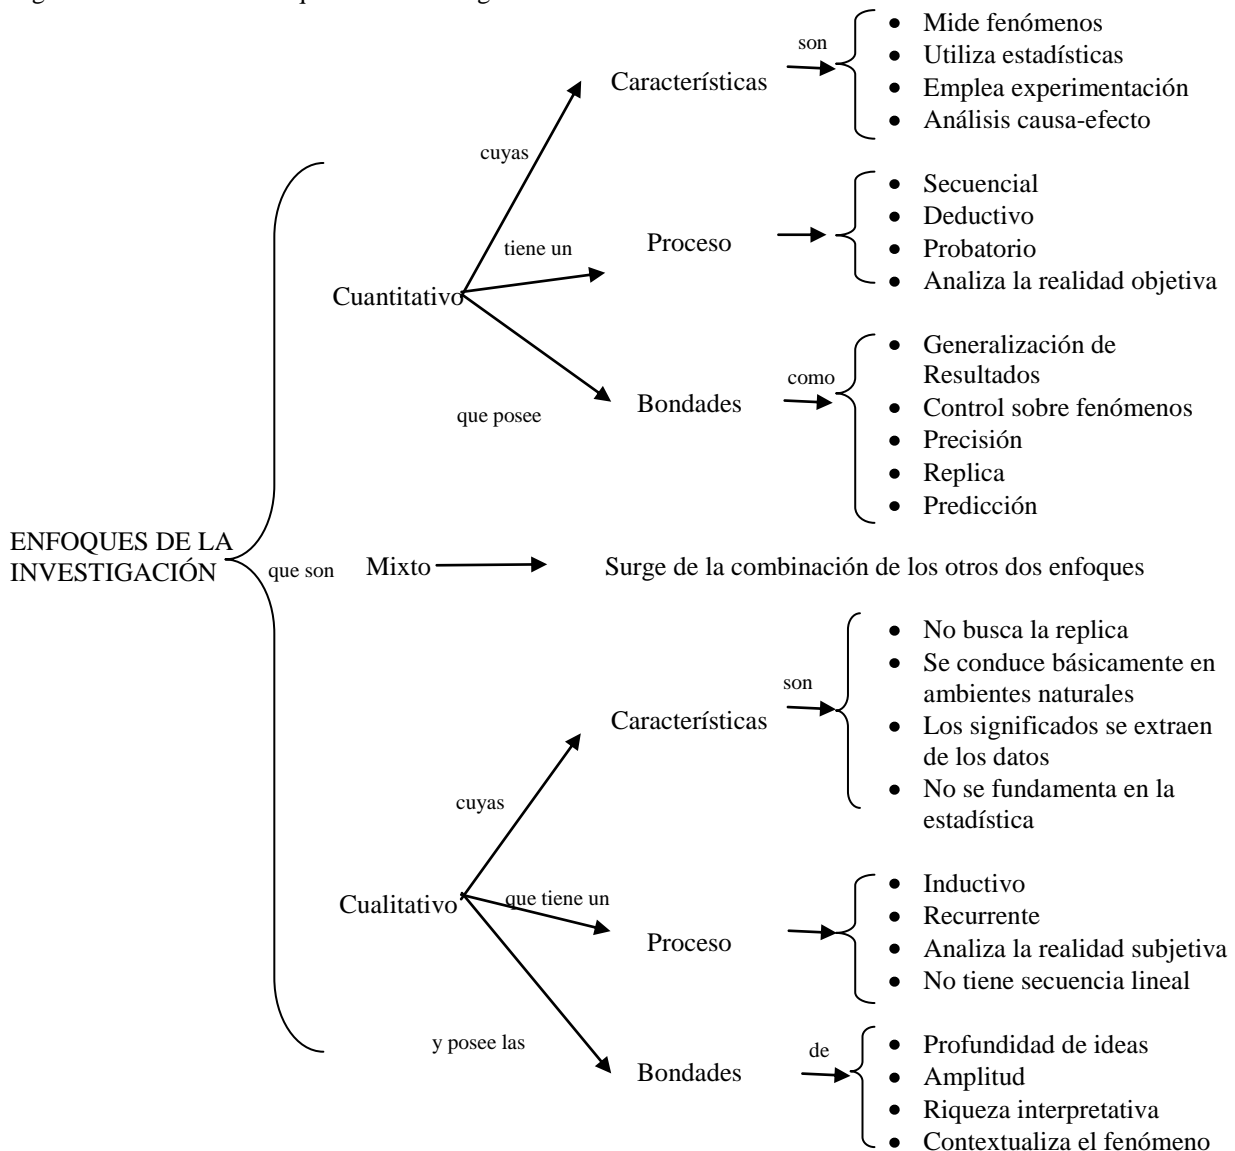 son
Mide fenómenos
Utiliza estadísticas
Emplea experimentación
Análisis causa-efecto
Características
cuyas
Secuencial
Deductivo
Probatorio
Analiza la realidad objetiva
tiene un
Proceso
Cuantitativo
Generalización de
Resultados
Control sobre fenómenos
Precisión
Replica
Predicción
como
Bondades
que posee
ENFOQUES DE LA
INVESTIGACIÓN
que son
Mixto
Surge de la combinación de los otros dos enfoques
No busca la replica
Se conduce básicamente en
ambientes naturales
Los significados se extraen
de los datos
No se fundamenta en la
estadística
son
Características
cuyas
Cualitativo
que tiene un
Proceso
Inductivo
Recurrente
Analiza la realidad subjetiva
No tiene secuencia lineal
y posee las
Bondades
de
Profundidad de ideas
Amplitud
Riqueza interpretativa
Contextualiza el fenómeno